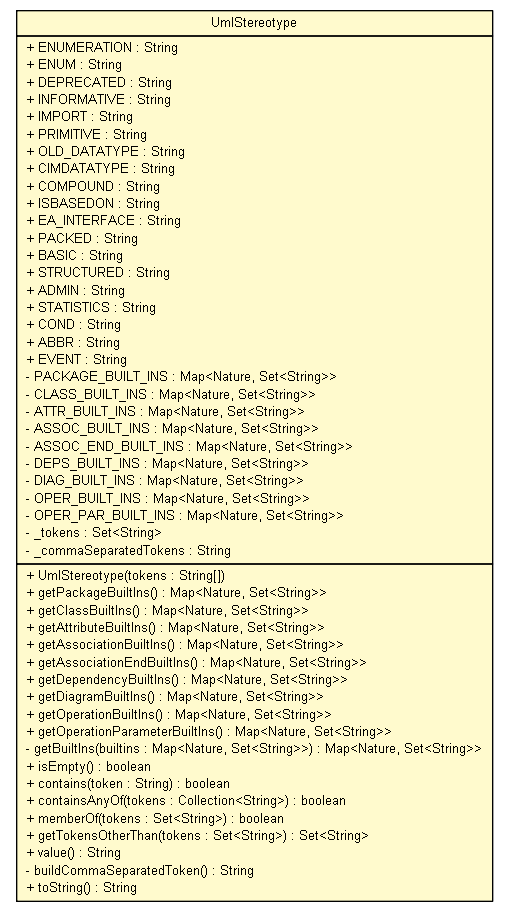 UmlStereotype
+ ENUMERATION : String
+ ENUM : String
+ DEPRECATED : String
+ INFORMATIVE : String
+ IMPORT : String
+ PRIMITIVE : String
+ OLD_DATATYPE : String
+ CIMDATATYPE : String
+ COMPOUND : String
+ ISBASEDON : String
+ EA_INTERFACE : String
+ PACKED : String
+ BASIC : String
+ STRUCTURED : String
+ ADMIN : String
+ STATISTICS : String
+ COND : String
+ ABBR : String
+ EVENT : String
- PACKAGE_BUILT_INS : Map<Nature, Set<String>>
- CLASS_BUILT_INS : Map<Nature, Set<String>>
- ATTR_BUILT_INS : Map<Nature, Set<String>>
- ASSOC_BUILT_INS : Map<Nature, Set<String>>
- ASSOC_END_BUILT_INS : Map<Nature, Set<String>>
- DEPS_BUILT_INS : Map<Nature, Set<String>>
- DIAG_BUILT_INS : Map<Nature, Set<String>>
- OPER_BUILT_INS : Map<Nature, Set<String>>
- OPER_PAR_BUILT_INS : Map<Nature, Set<String>>
- _tokens : Set<String>
- _commaSeparatedTokens : String
+ UmlStereotype(tokens : String[])
+ getPackageBuiltIns() : Map<Nature, Set<String>>
+ getClassBuiltIns() : Map<Nature, Set<String>>
+ getAttributeBuiltIns() : Map<Nature, Set<String>>
+ getAssociationBuiltIns() : Map<Nature, Set<String>>
+ getAssociationEndBuiltIns() : Map<Nature, Set<String>>
+ getDependencyBuiltIns() : Map<Nature, Set<String>>
+ getDiagramBuiltIns() : Map<Nature, Set<String>>
+ getOperationBuiltIns() : Map<Nature, Set<String>>
+ getOperationParameterBuiltIns() : Map<Nature, Set<String>>
- getBuiltIns(builtins : Map<Nature, Set<String>>) : Map<Nature, Set<String>>
+ isEmpty() : boolean
+ contains(token : String) : boolean
+ containsAnyOf(tokens : Collection<String>) : boolean
+ memberOf(tokens : Set<String>) : boolean
+ getTokensOtherThan(tokens : Set<String>) : Set<String>
+ value() : String
- buildCommaSeparatedToken() : String
+ toString() : String